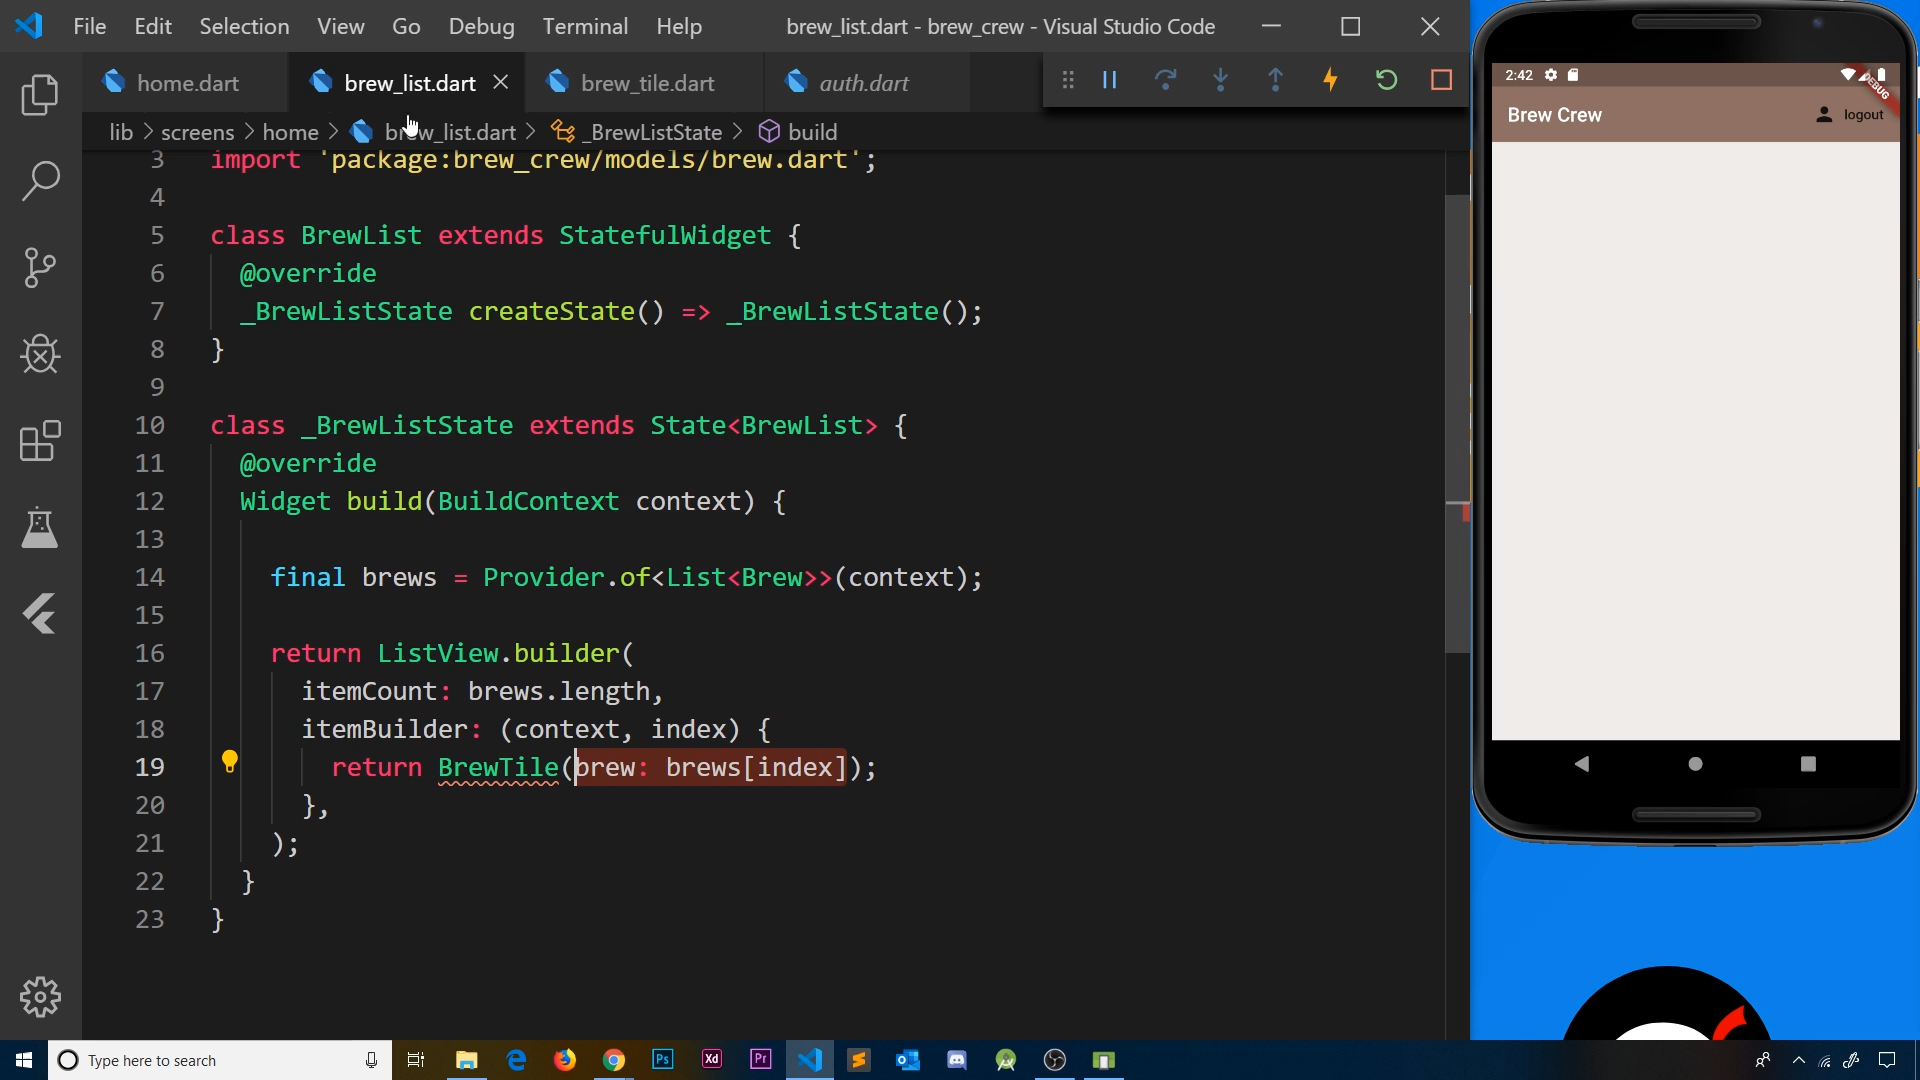 File Edit Selection View Go Debug Terminal Help brew_list.dart - brew_crew - Visual Studio Code
home.dart brew_list.dart brew_tile.dart auth.dart
lib > screens > home > brew_list.dart > _BrewListState > build
3 import 'package:brew_crew/models/brew.dart';
4
5 class BrewList extends StatefulWidget {
6 @override
7 _BrewListState createState() => _BrewListState();
8 }
9
10 class _BrewListState extends State<BrewList> {
11 @override
12 Widget build(BuildContext context) {
13
14 final brews = Provider.of<List<Brew>>(context);
15
16 return ListView.builder(
17 itemCount: brews.length,
18 itemBuilder: (context, index) {
19 return BrewTile(brew: brews[index]);
20 },
21 );
22 }
23 }
2:42
DEBUG
Brew Crew logout
Type here to search
Ps
Xd
Pr